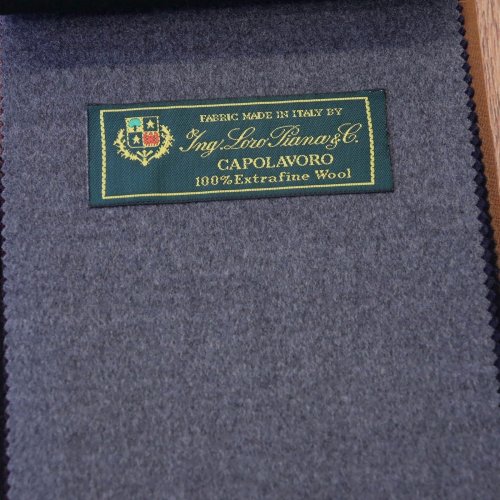 FABRIC MADE IN ITALY BY
Ing. Loro Piana & C.
CAPOLAVORO
100% Extrafine Wool